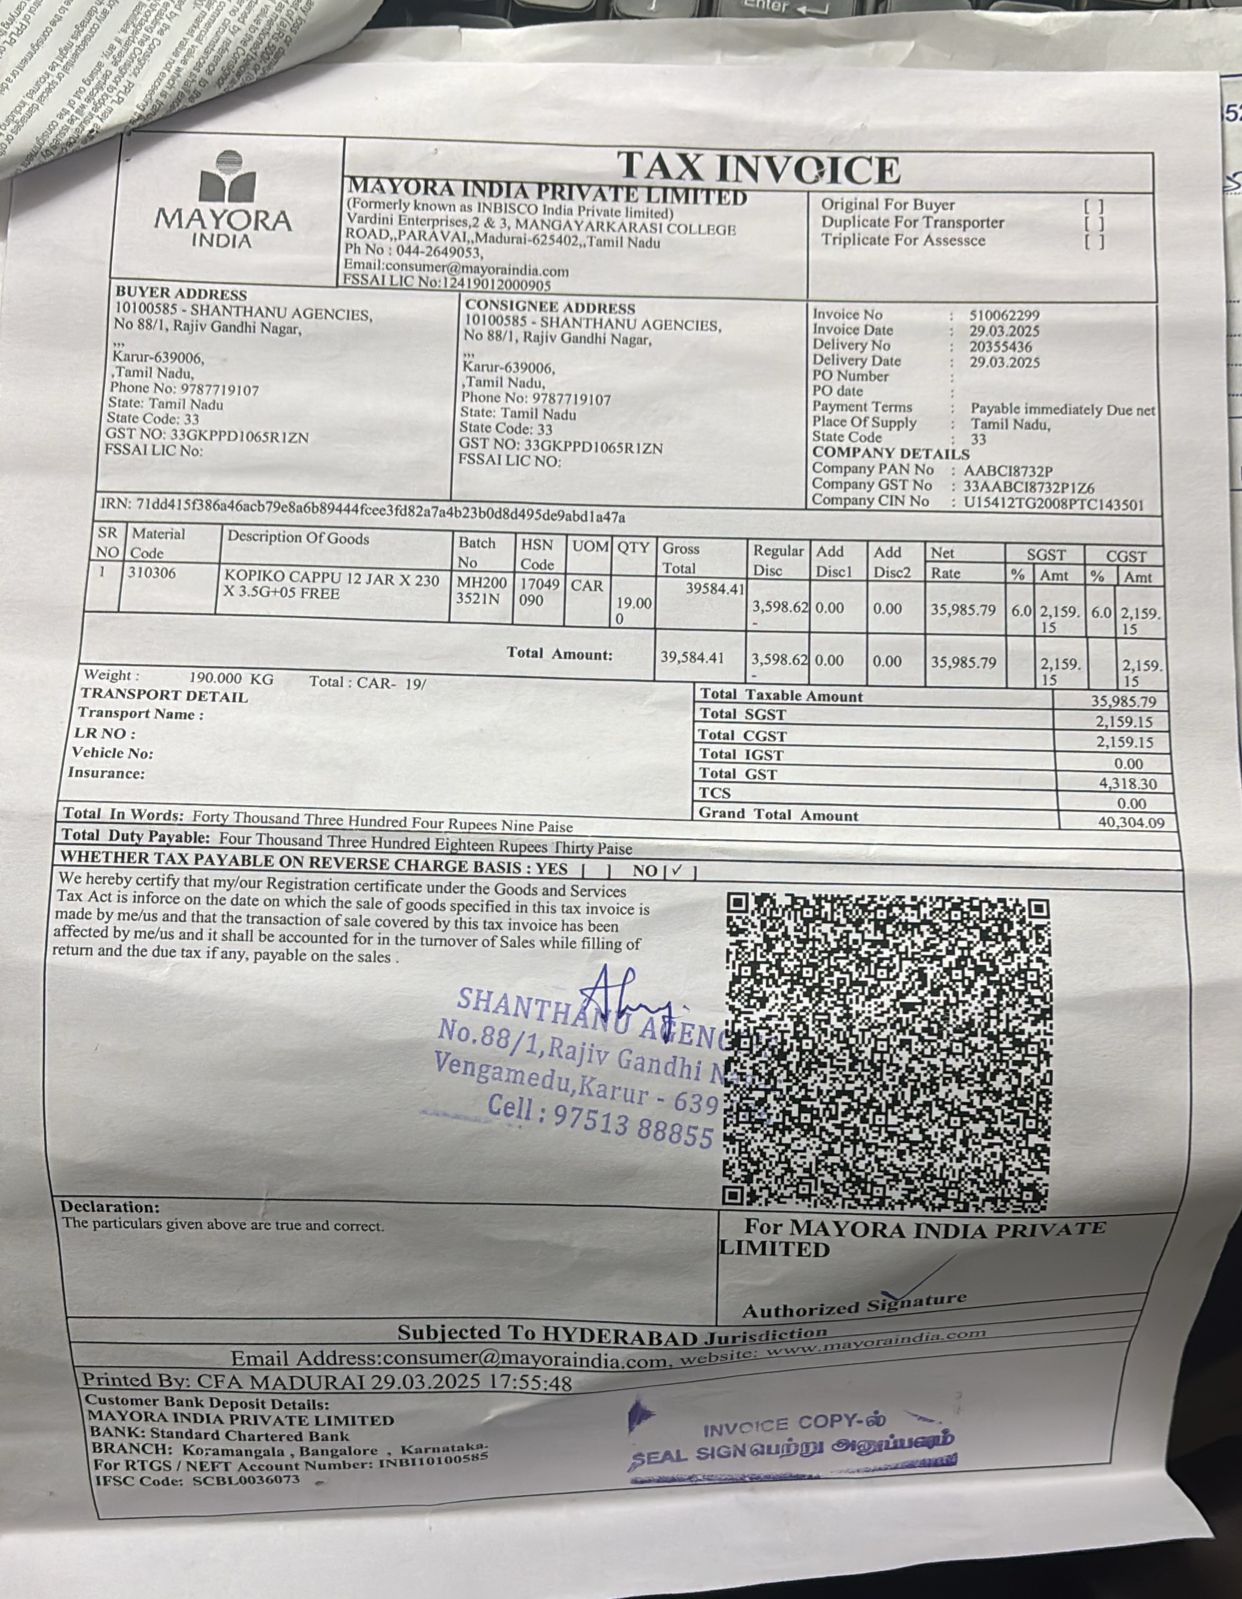 Enter
TAX INVOICE
MAYORA
INDIA
MAYORA INDIA PRIVATE LIMITED
(Formerly known as INBISCO India Private limited)
Vardini Enterprises,2 & 3, MANGAYARKARASI COLLEGE
ROAD,,PARAVAI,,Madurai-625402,,Tamil Nadu
Ph No : 044-2649053,
Email:consumer@mayoraindia.com
FSSAI LIC No:12419012000905
Original For Buyer [ ]
Duplicate For Transporter [ ]
Triplicate For Assessce [ ]
BUYER ADDRESS
10100585 - SHANTHANU AGENCIES,
No 88/1, Rajiv Gandhi Nagar,
,,,
Karur-639006,
,Tamil Nadu,
Phone No: 9787719107
State: Tamil Nadu
State Code: 33
GST NO: 33GKPPD1065R1ZN
FSSAI LIC No:
CONSIGNEE ADDRESS
10100585 - SHANTHANU AGENCIES,
No 88/1, Rajiv Gandhi Nagar,
,,,
Karur-639006,
,Tamil Nadu,
Phone No: 9787719107
State: Tamil Nadu
State Code: 33
GST NO: 33GKPPD1065R1ZN
FSSAI LIC NO:
Invoice No : 510062299
Invoice Date : 29.03.2025
Delivery No : 20355436
Delivery Date : 29.03.2025
PO Number :
PO date :
Payment Terms : Payable immediately Due net
Place Of Supply : Tamil Nadu,
State Code : 33
COMPANY DETAILS
Company PAN No : AABCI8732P
Company GST No : 33AABCI8732P1Z6
Company CIN No : U15412TG2008PTC143501
IRN: 71dd415f386a46acb79e8a6b89444fcee3fd82a7a4b23b0d8d495de9abd1a47a
SR NO Material Code Description Of Goods Batch No HSN Code UOM QTY Gross Total Regular Disc Add Disc1 Add Disc2 Net Rate SGST % Amt CGST % Amt
1 310306 KOPIKO CAPPU 12 JAR X 230 X 3.5G+05 FREE MH200 3521N 17049 090 CAR 19.00 0 39584.41 3,598.62 - 0.00 0.00 35,985.79 6.0 2,159. 15 6.0 2,159. 15
Total Amount: 39,584.41 3,598.62 - 0.00 0.00 35,985.79 2,159. 15 2,159. 15
Weight : 190.000 KG Total : CAR- 19/
TRANSPORT DETAIL
Transport Name :
LR NO :
Vehicle No:
Insurance:
Total Taxable Amount 35,985.79
Total SGST 2,159.15
Total CGST 2,159.15
Total IGST 0.00
Total GST 4,318.30
TCS 0.00
Grand Total Amount 40,304.09
Total In Words: Forty Thousand Three Hundred Four Rupees Nine Paise
Total Duty Payable: Four Thousand Three Hundred Eighteen Rupees Thirty Paise
WHETHER TAX PAYABLE ON REVERSE CHARGE BASIS : YES [ ] NO [✓ ]
We hereby certify that my/our Registration certificate under the Goods and Services
Tax Act is inforce on the date on which the sale of goods specified in this tax invoice is
made by me/us and that the transaction of sale covered by this tax invoice has been
affected by me/us and it shall be accounted for in the turnover of Sales while filling of
return and the due tax if any, payable on the sales .
SHANTHANU AGENC
No.88/1,Rajiv Gandhi
Vengamedu,Karur - 639
Cell : 97513 88855
Declaration:
The particulars given above are true and correct.
For MAYORA INDIA PRIVATE
LIMITED
Authorized Signature
Subjected To HYDERABAD Jurisdiction
Email Address:consumer@mayoraindia.com, website: www.mayoraindia.com
Printed By: CFA MADURAI 29.03.2025 17:55:48
Customer Bank Deposit Details:
MAYORA INDIA PRIVATE LIMITED
BANK: Standard Chartered Bank
BRANCH: Koramangala , Bangalore , Karnataka-
For RTGS / NEFT Account Number: INBI10100585
IFSC Code: SCBL0036073
INVOICE COPY-ல்
SEAL SIGN பெற்று அனுப்பவும்